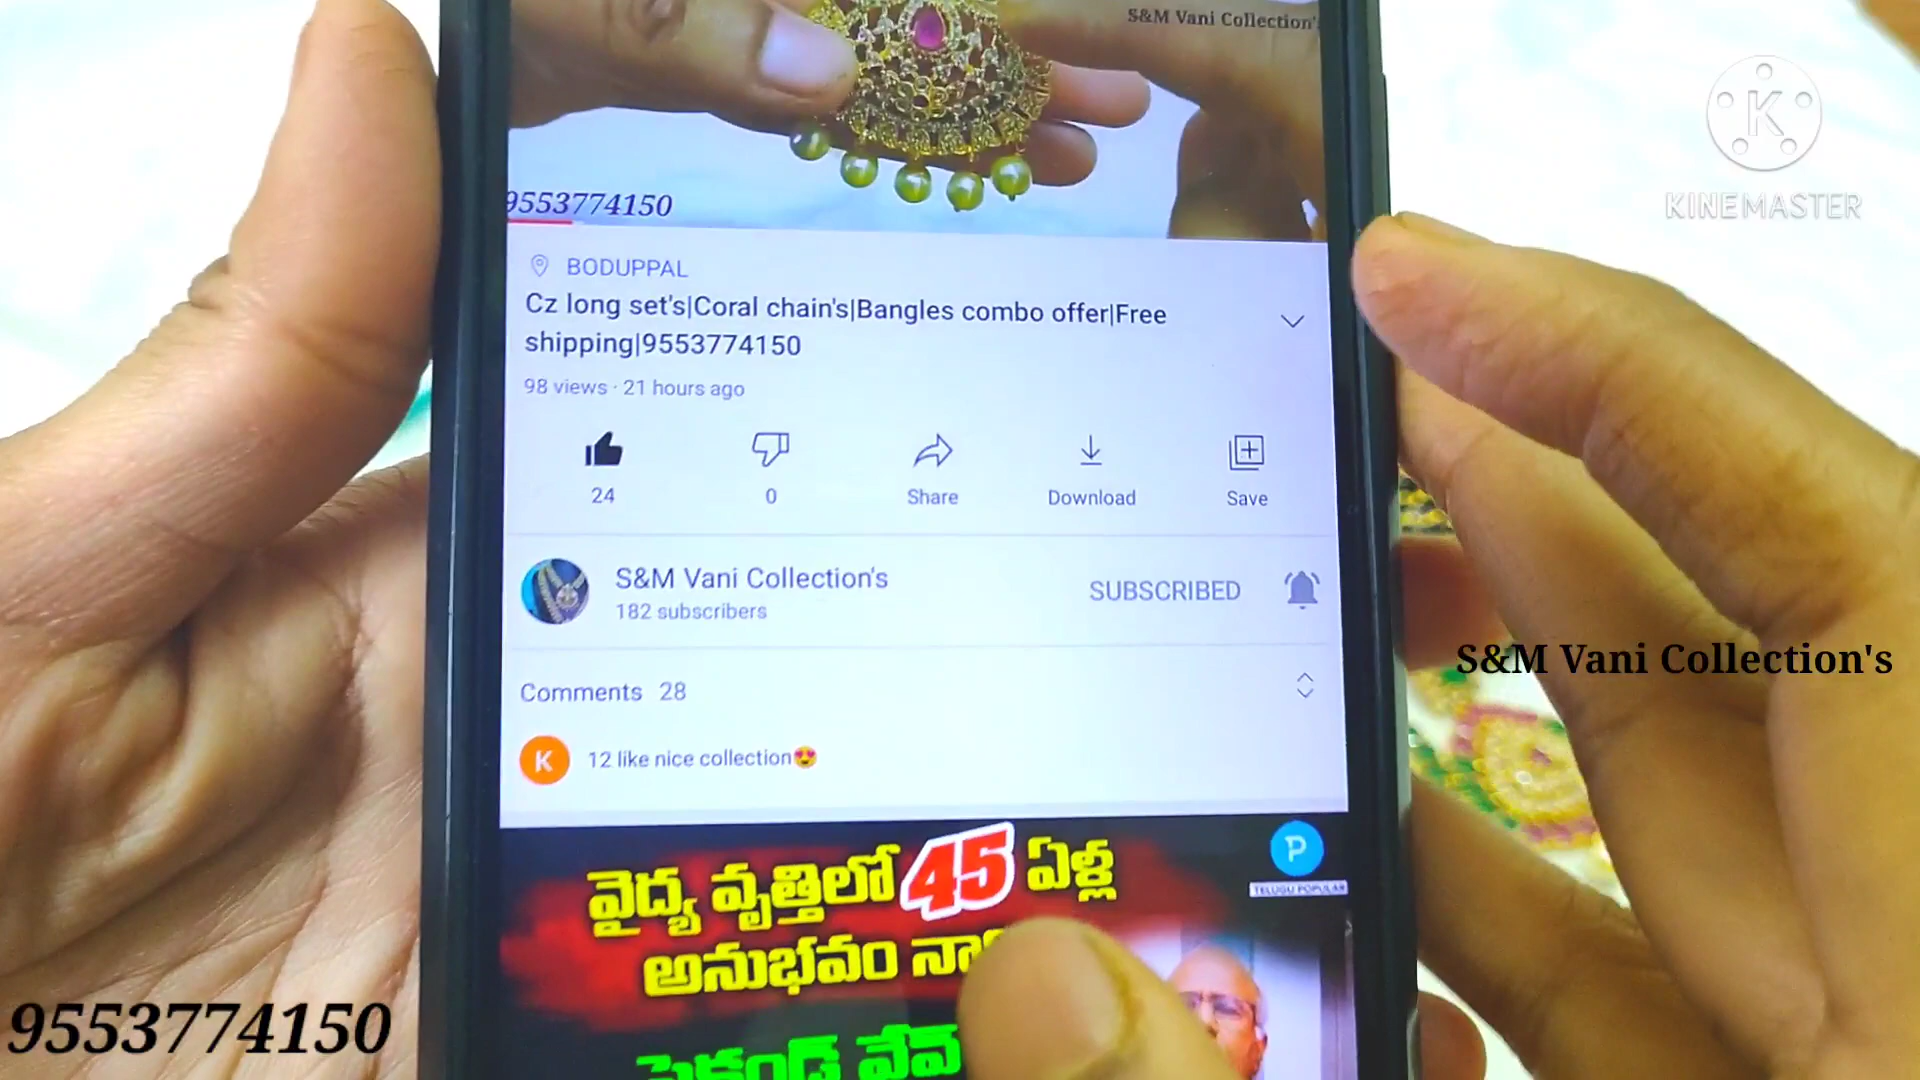 S&M Vani Collection's
K
KINEMASTER
9553774150
BODUPPAL
Cz long set's|Coral chain's|Bangles combo offer|Free
shipping|9553774150
98 views · 21 hours ago
24
0
Share
Download
Save
S&M Vani Collection's
182 subscribers
SUBSCRIBED
S&M Vani Collection's
Comments 28
K
12 like nice collection😍
P
TELUGU POPULAR
వైద్య వృత్తిలో 45 ఏళ్ల
అనుభవం
సెకండ్ వేవ్
9553774150